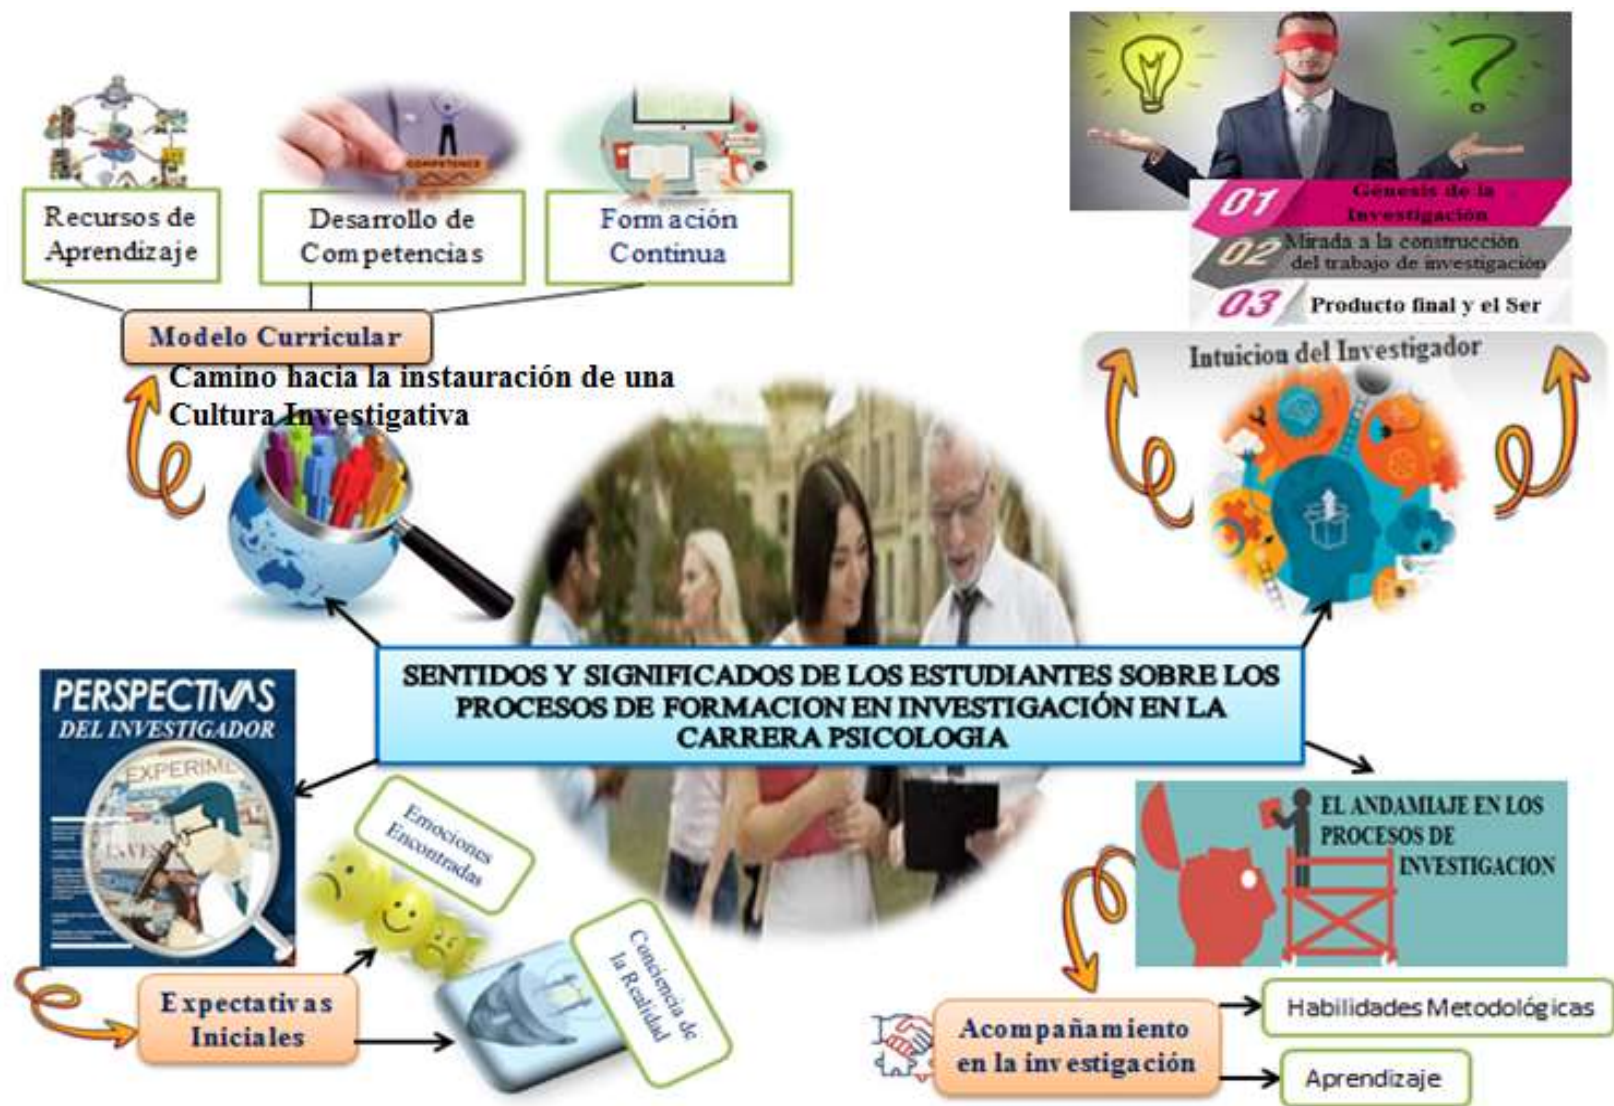 Recursos de
Aprendizaje
COMPETENCE
Desarrollo de
Competencias
Formación
Continua
Modelo Curricular
Camino hacia la instauración de una
Cultura Investigativa
01
Génesis de la
Investigación
02
Mirada a la construcción
del trabajo de investigación
03
Producto final y el Ser
Intuicion del Investigador
SENTIDOS Y SIGNIFICADOS DE LOS ESTUDIANTES SOBRE LOS
PROCESOS DE FORMACION EN INVESTIGACIÓN EN LA
CARRERA PSICOLOGIA
PERSPECTIVAS
DEL INVESTIGADOR
EXPERIME
Expectativas
Iniciales
Emociones
Encontradas
Conciencia de
la Realidad
EL ANDAMIAJE EN LOS
PROCESOS DE
INVESTIGACION
Acompañamiento
en la investigación
Habilidades Metodológicas
Aprendizaje